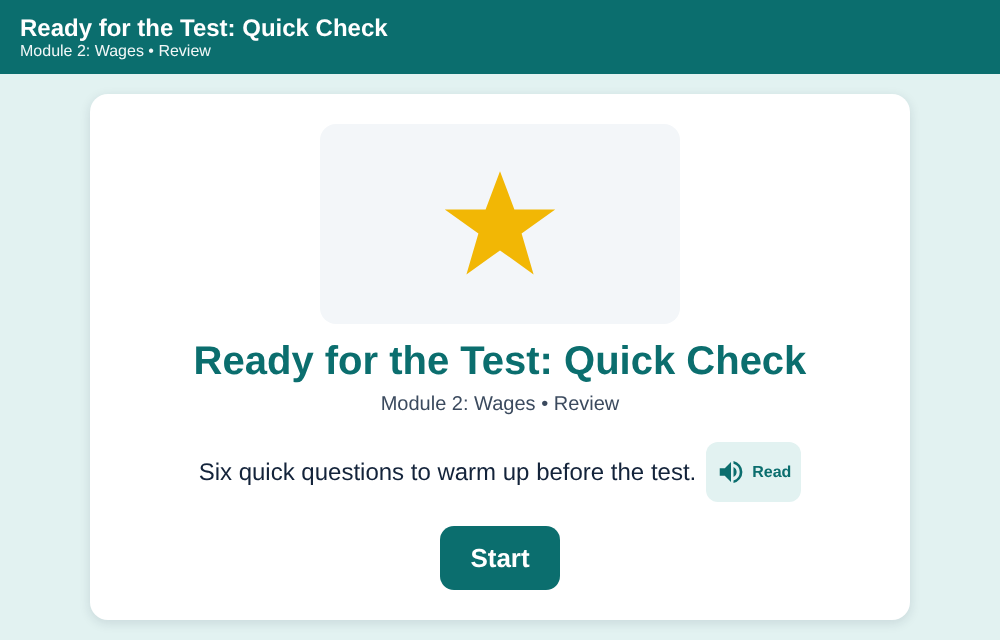 Ready for the Test: Quick Check
Module 2: Wages • Review
Ready for the Test: Quick Check
Module 2: Wages • Review
Six quick questions to warm up before the test.
Read
Start